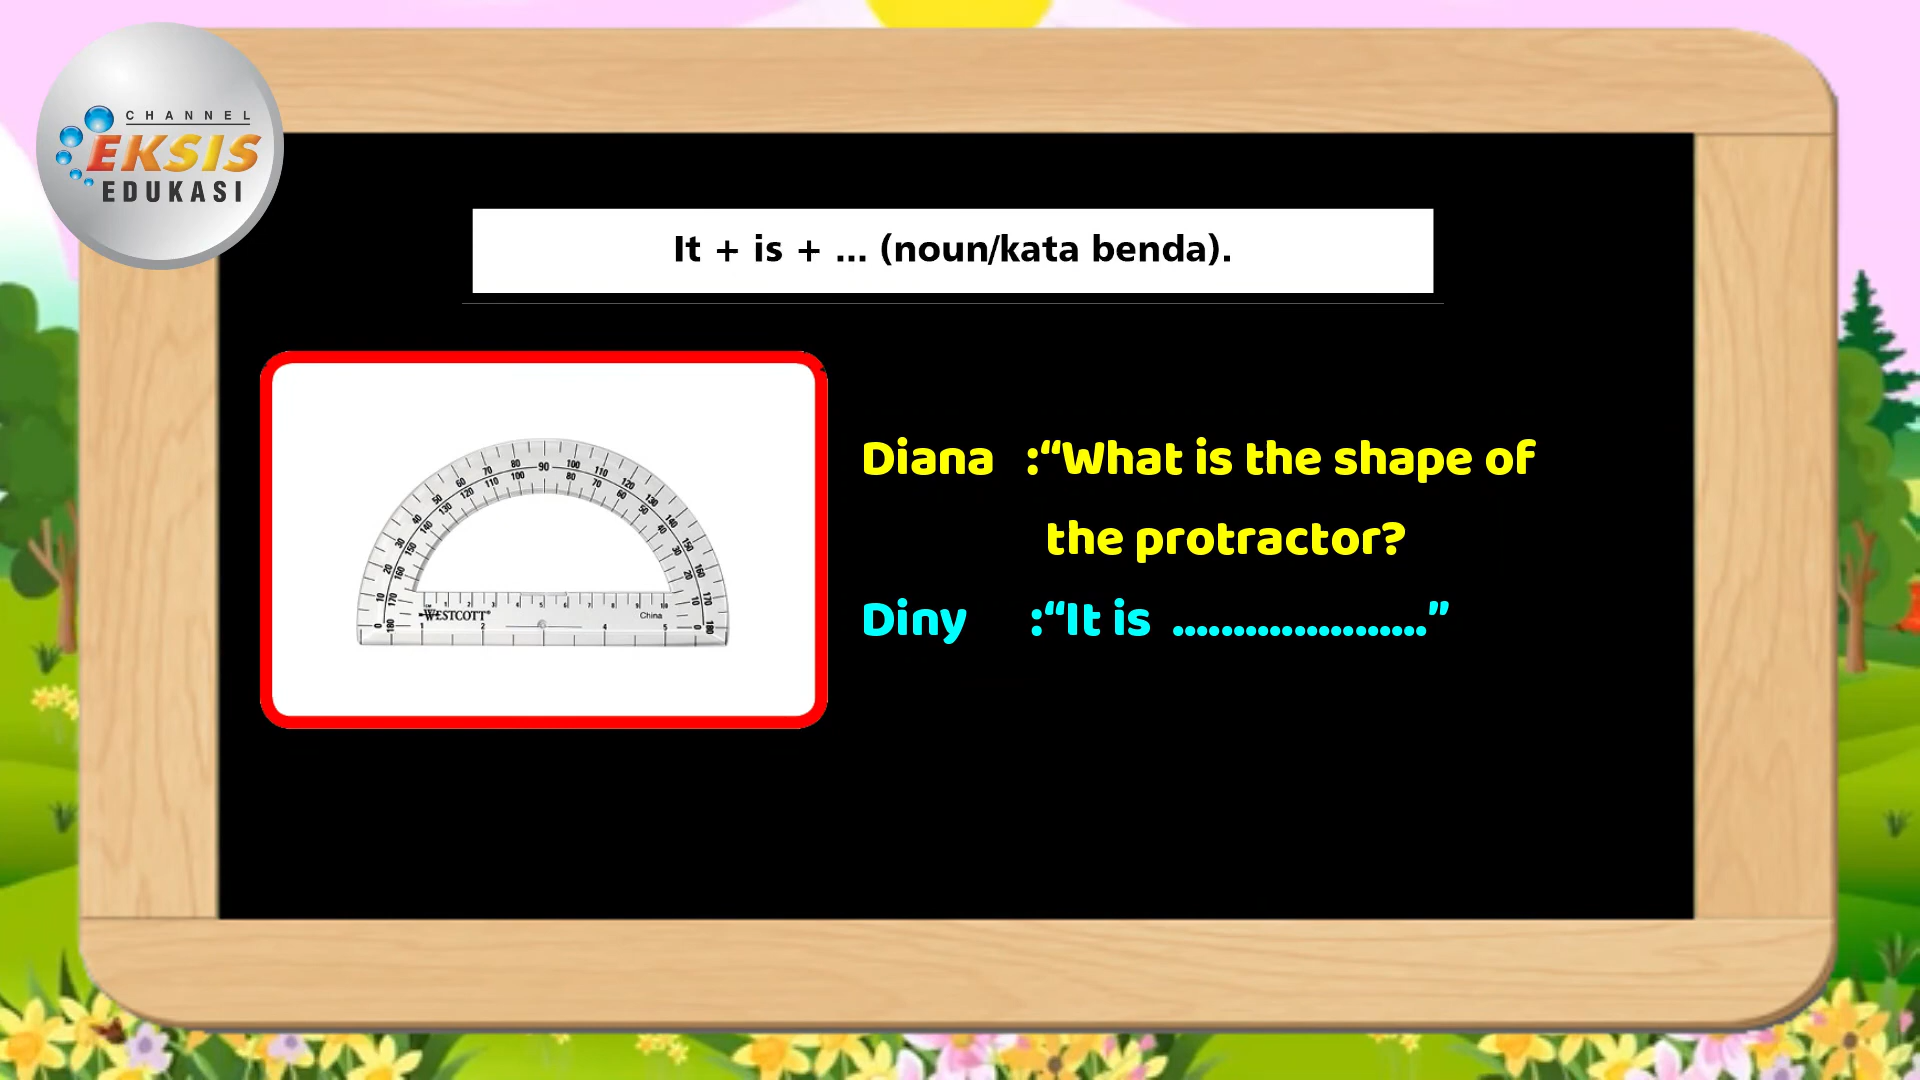 CHANNEL
EKSIS
EDUKASI
It + is + ... (noun/kata benda).
Diana :“What is the shape of
the protractor?
Diny :“It is .....................”
WESTCOTT®
China